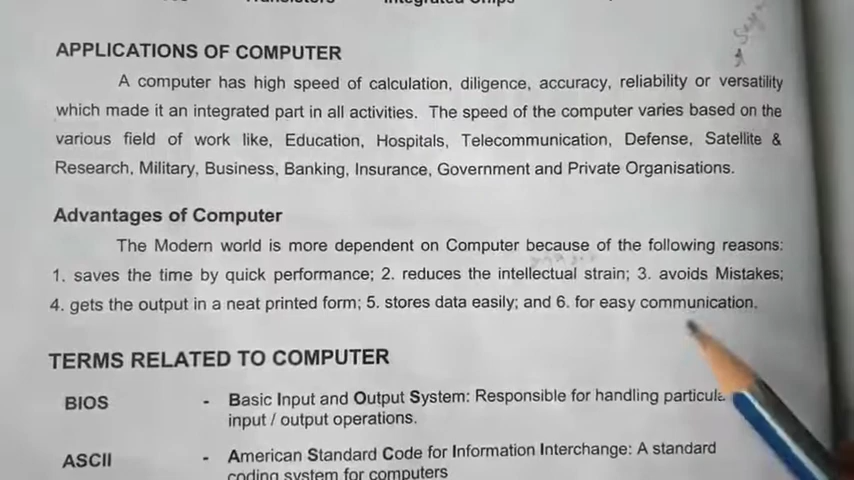 Transistors Integrated Chips
APPLICATIONS OF COMPUTER
A computer has high speed of calculation, diligence, accuracy, reliability or versatility
which made it an integrated part in all activities. The speed of the computer varies based on the
various field of work like, Education, Hospitals, Telecommunication, Defense, Satellite &
Research, Military, Business, Banking, Insurance, Government and Private Organisations.
Advantages of Computer
The Modern world is more dependent on Computer because of the following reasons:
1. saves the time by quick performance; 2. reduces the intellectual strain; 3. avoids Mistakes;
4. gets the output in a neat printed form; 5. stores data easily; and 6. for easy communication.
TERMS RELATED TO COMPUTER
BIOS - Basic Input and Output System: Responsible for handling particula
input / output operations.
ASCII - American Standard Code for Information Interchange: A standard
coding system for computers